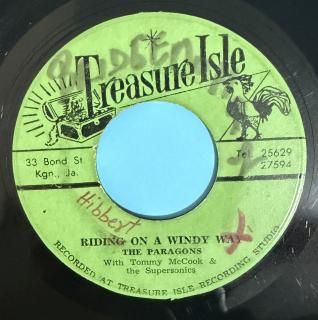 Treasure Isle
33 Bond St.
Kgn., Ja.
Tel. 25629
27594
Hibbert
RIDING ON A WINDY WAY
THE PARAGONS
With Tommy McCook &
the Supersonics
RECORDED AT TREASURE ISLE RECORDING STUDIO